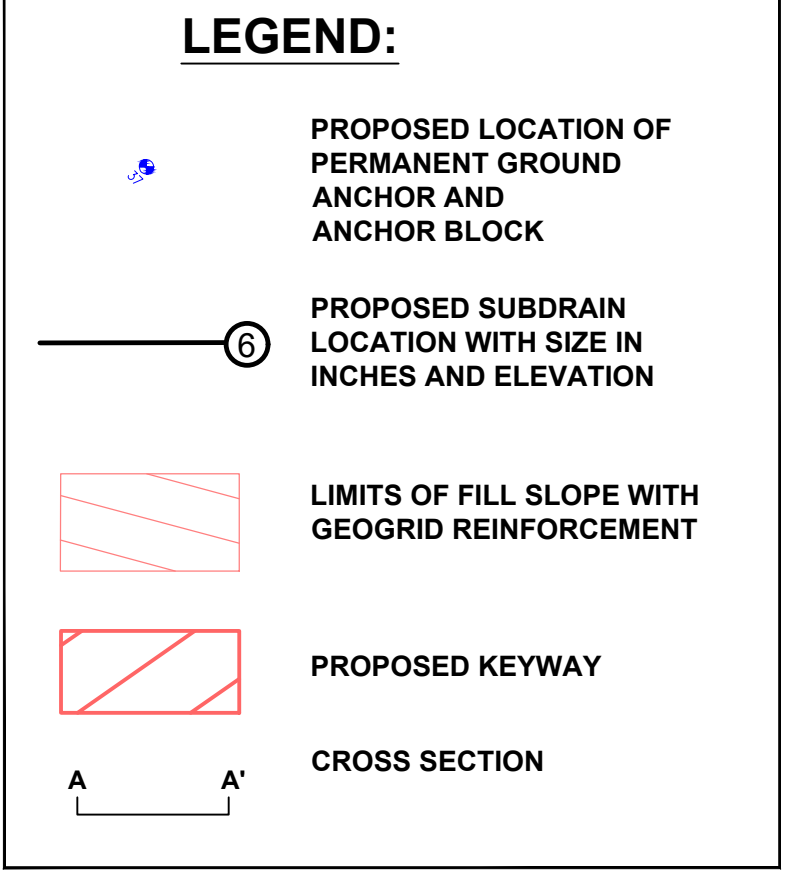 LEGEND:
37
PROPOSED LOCATION OF
PERMANENT GROUND
ANCHOR AND
ANCHOR BLOCK
6
PROPOSED SUBDRAIN
LOCATION WITH SIZE IN
INCHES AND ELEVATION
LIMITS OF FILL SLOPE WITH
GEOGRID REINFORCEMENT
PROPOSED KEYWAY
A A'
CROSS SECTION